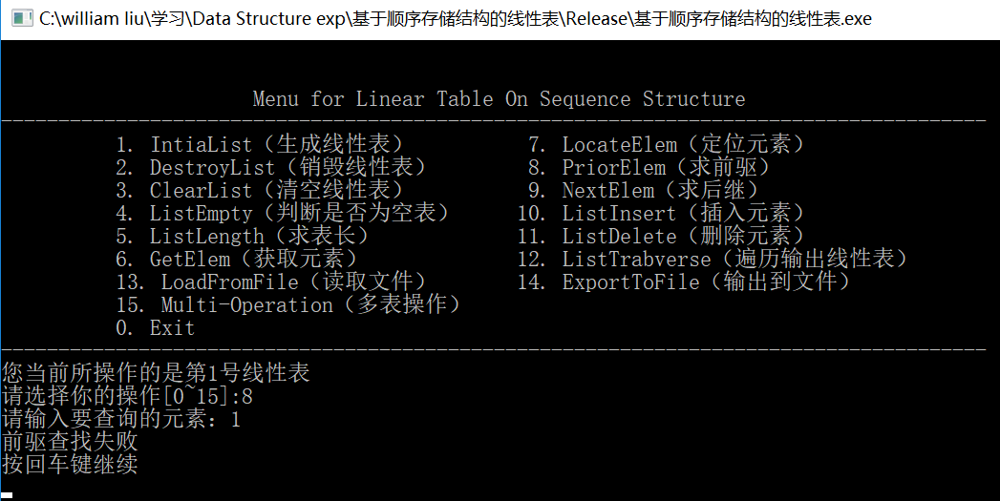 C:\william liu\学习\Data Structure exp\基于顺序存储结构的线性表\Release\基于顺序存储结构的线性表.exe
Menu for Linear Table On Sequence Structure
1. IntiaList（生成线性表） 7. LocateElem（定位元素）
2. DestroyList（销毁线性表） 8. PriorElem（求前驱）
3. ClearList（清空线性表） 9. NextElem（求后继）
4. ListEmpty（判断是否为空表） 10. ListInsert（插入元素）
5. ListLength（求表长） 11. ListDelete（删除元素）
6. GetElem（获取元素） 12. ListTrabverse（遍历输出线性表）
13. LoadFromFile（读取文件） 14. ExportToFile（输出到文件）
15. Multi-Operation（多表操作）
0. Exit
您当前所操作的是第1号线性表
请选择你的操作[0~15]:8
请输入要查询的元素：1
前驱查找失败
按回车键继续